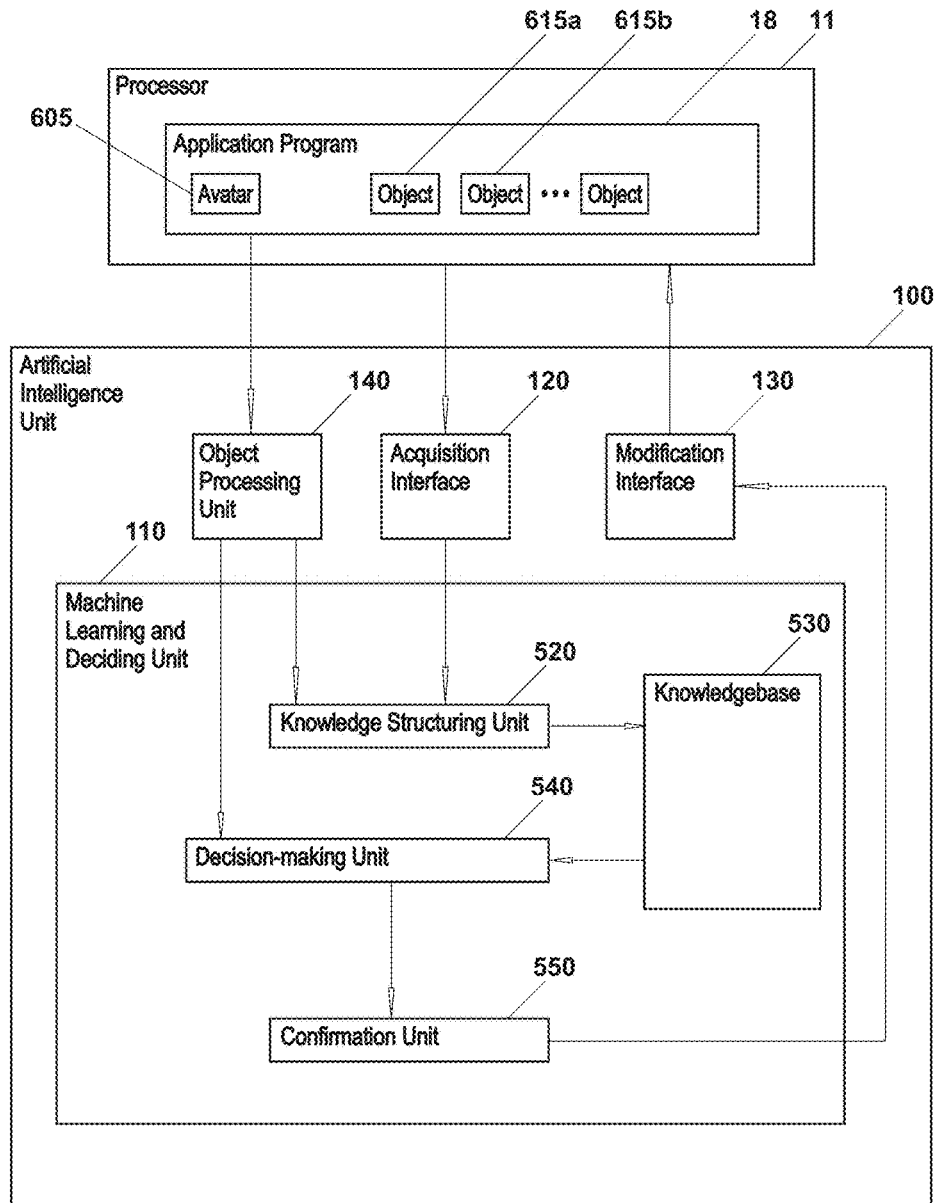 615a 615b 18 11
Processor
605
Application Program
Avatar Object Object ••• Object
100
Artificial
Intelligence
Unit
140 120 130
Object
Processing
Unit
Acquisition
Interface
Modification
Interface
110
Machine
Learning and
Deciding Unit
520
Knowledge Structuring Unit
530
Knowledgebase
540
Decision-making Unit
550
Confirmation Unit